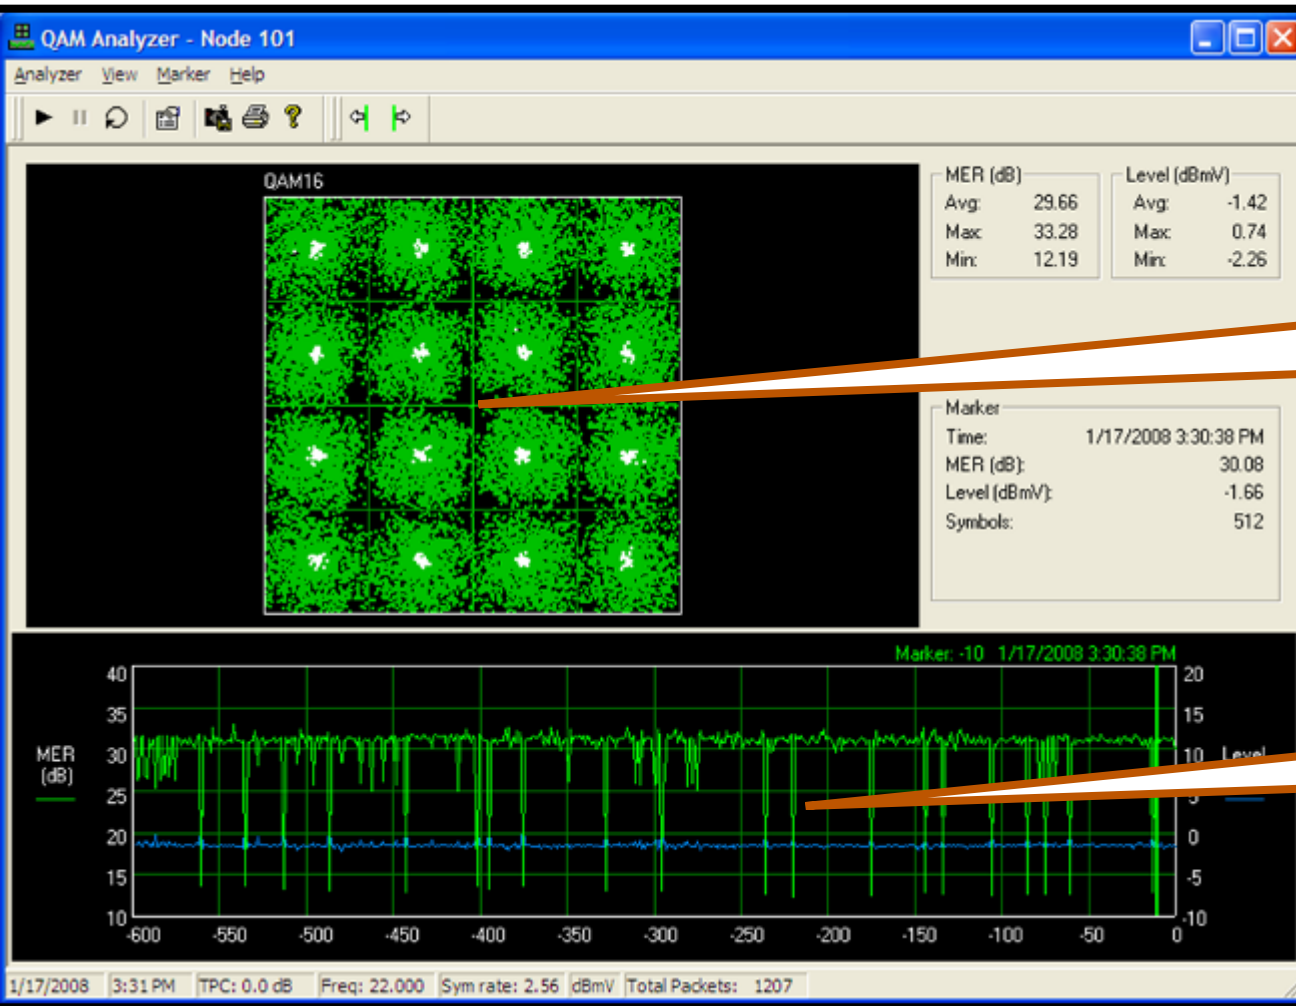 QAM Analyzer - Node 101
Analyzer View Marker Help
QAM16
MER (dB)
Avg: 29.66
Max: 33.28
Min: 12.19
Level (dBmV)
Avg: -1.42
Max: 0.74
Min: -2.26
Marker
Time: 1/17/2008 3:30:38 PM
MER (dB): 30.08
Level (dBmV): -1.66
Symbols: 512
Marker: -10 1/17/2008 3:30:38 PM
MER
(dB)
40
35
30
25
20
15
10
20
15
10
5
0
-5
-10
Level
-600 -550 -500 -450 -400 -350 -300 -250 -200 -150 -100 -50 0
1/17/2008 3:31 PM TPC: 0.0 dB Freq: 22.000 Sym rate: 2.56 dBmV Total Packets: 1207